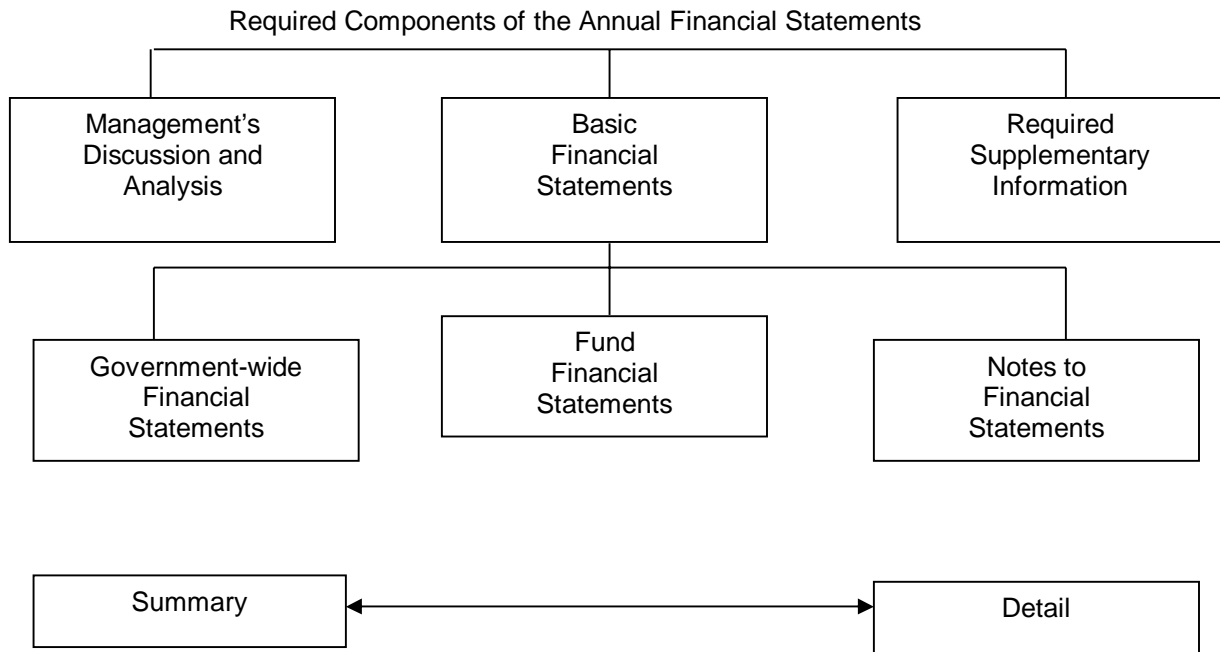 Required Components of the Annual Financial Statements
Management’s
Discussion and
Analysis
Basic
Financial
Statements
Required
Supplementary
Information
Government-wide
Financial
Statements
Fund
Financial
Statements
Notes to
Financial
Statements
Summary
Detail